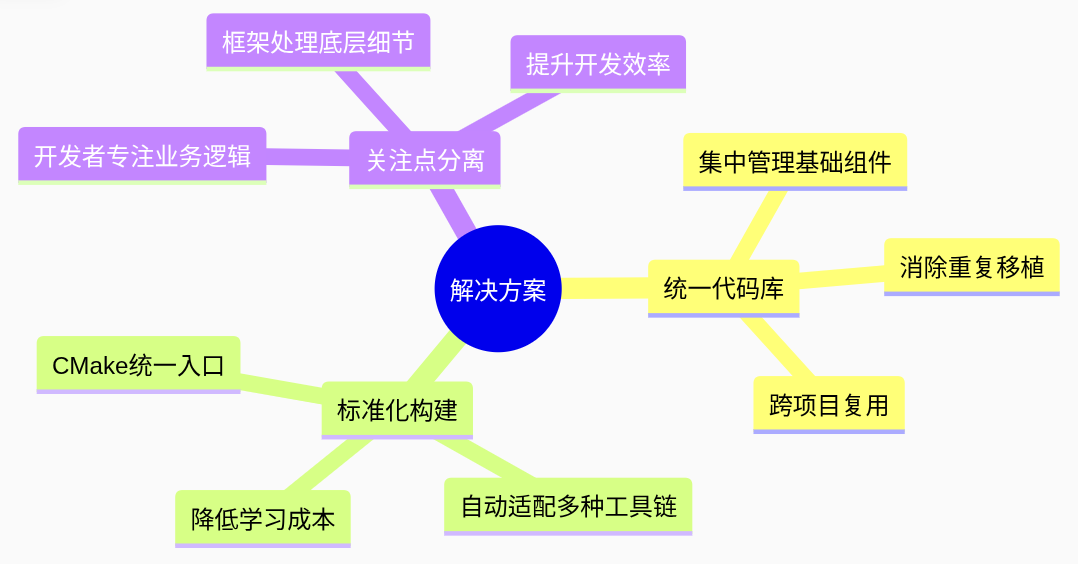 框架处理底层细节
提升开发效率
开发者专注业务逻辑
关注点分离
集中管理基础组件
消除重复移植
解决方案
统一代码库
CMake统一入口
标准化构建
跨项目复用
降低学习成本
自动适配多种工具链